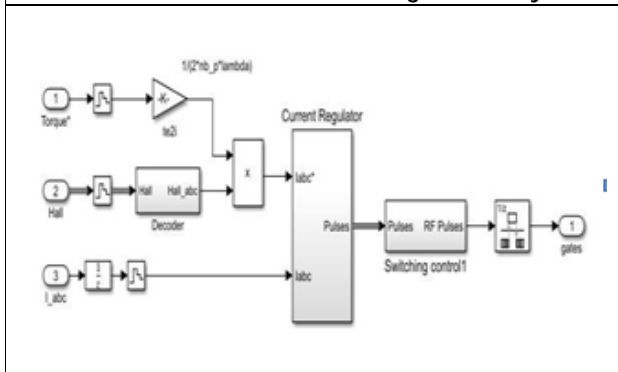 1/(2*nb_p*lambda)
1
Torque*
-K-
te2i
Current Regulator
x
Iabc*
2
Hall
Hall
Hall_abc
Decoder
Pulses
Pulses
RF Pulses
Switching control1
1
gates
3
I_abc
1
z
Iabc